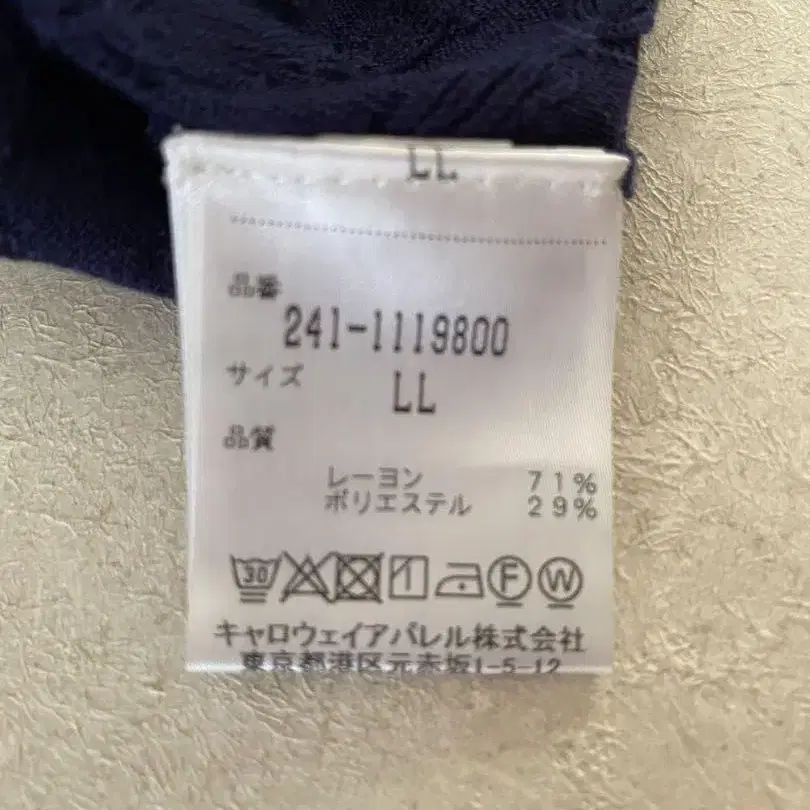 LL
品番
241-1119800
サイズ
LL
品質
レーヨン 71%
ポリエステル 29%
30
F W
キャロウェイアパレル株式会社
東京都港区元赤坂1-5-12